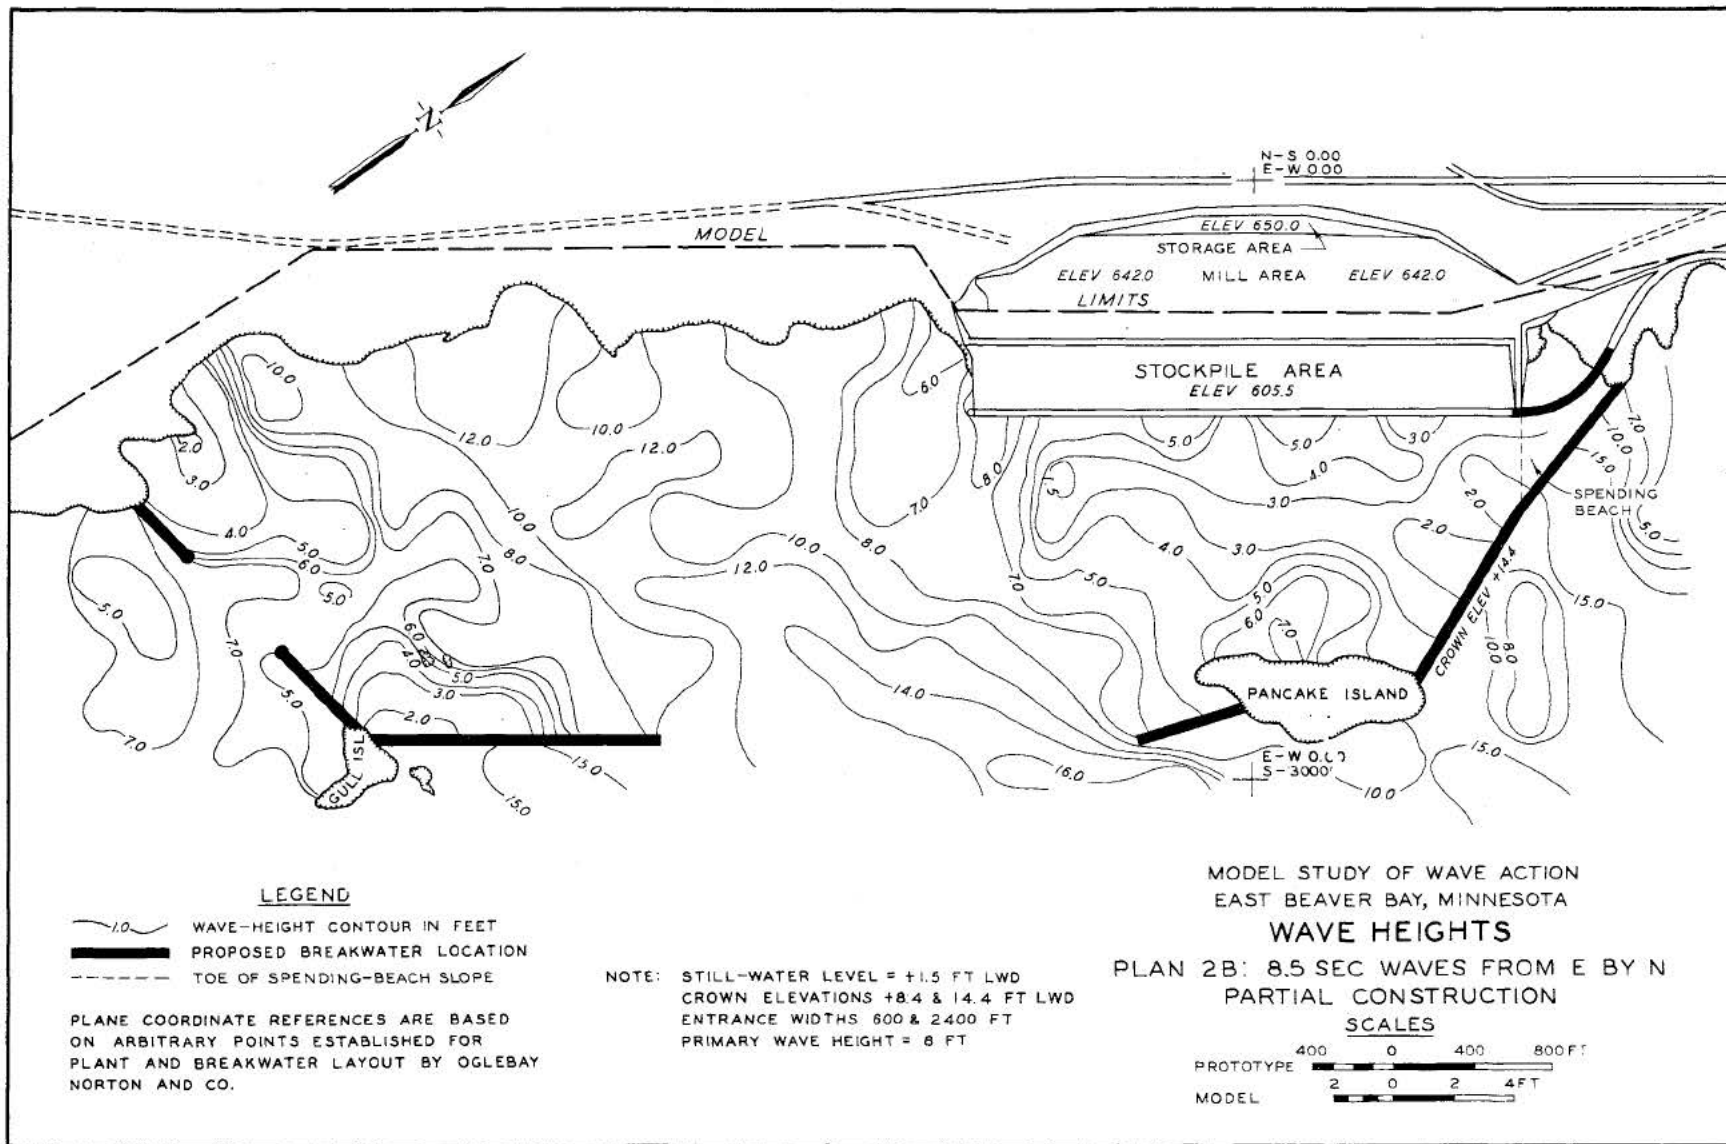 N
N-S 0.00
E-W 0.00
MODEL
ELEV 650.0
STORAGE AREA
ELEV 642.0 MILL AREA ELEV 642.0
LIMITS
STOCKPILE AREA
ELEV 605.5
10.0
6.0
12.0
10.0
12.0
5.0
5.0
3.0
7.0
10.0
15.0
2.0
3.0
8.0
1.5
4.0
3.0
2.0
SPENDING
BEACH
7.0
4.0
5.0
6.0
10.0
8.0
7.0
10.0
12.0
8.0
4.0
3.0
2.0
5.0
5.0
5.0
7.0
5.0
5.0
6.0
7.0
15.0
CROWN ELEV +14.4
10.0
8.0
7.0
6.0
4.0
5.0
3.0
2.0
5.0
14.0
PANCAKE ISLAND
7.0
GULL ISL
15.0
15.0
16.0
E-W 0.00
S-3000'
10.0
15.0
LEGEND
1.0 WAVE-HEIGHT CONTOUR IN FEET
PROPOSED BREAKWATER LOCATION
TOE OF SPENDING-BEACH SLOPE
PLANE COORDINATE REFERENCES ARE BASED
ON ARBITRARY POINTS ESTABLISHED FOR
PLANT AND BREAKWATER LAYOUT BY OGLEBAY
NORTON AND CO.
NOTE: STILL-WATER LEVEL = +1.5 FT LWD
CROWN ELEVATIONS +8.4 & 14.4 FT LWD
ENTRANCE WIDTHS 600 & 2400 FT
PRIMARY WAVE HEIGHT = 8 FT
MODEL STUDY OF WAVE ACTION
EAST BEAVER BAY, MINNESOTA
WAVE HEIGHTS
PLAN 2B: 8.5 SEC WAVES FROM E BY N
PARTIAL CONSTRUCTION
SCALES
PROTOTYPE 400 0 400 800 FT
MODEL 2 0 2 4 FT